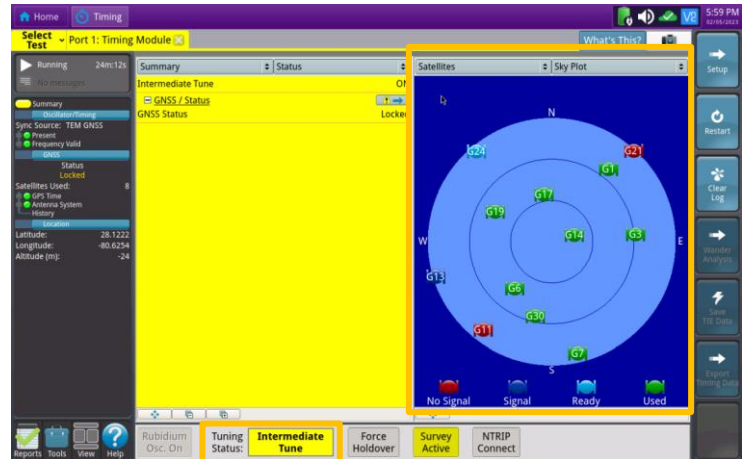 Home Timing
V2 5:59 PM
02/05/2023
Select Test
Port 1: Timing Module
What's This?
Running 24m:12s
No messages
Summary
Oscillator/Timing
Sync Source: TEM GNSS
Present
Frequency Valid
GNSS
Status
Locked
Satellites Used: 8
GPS Time
Antenna System
History
Location
Latitude: 28.1222
Longitude: -80.6254
Altitude (m): -24
Summary Status
Intermediate Tune ON
GNSS / Status
GNSS Status Locked
Satellites Sky Plot
N
G24 G21
G1
G17
G19
G14 G3
W E
G13
G6
G30
G11
G7
S
No Signal Signal Ready Used
Setup
Restart
Clear Log
Wander Analysis
Save TIE Data
Export Timing Data
Reports Tools View Help
Rubidium Osc. On
Tuning Status: Intermediate Tune
Force Holdover
Survey Active
NTRIP Connect